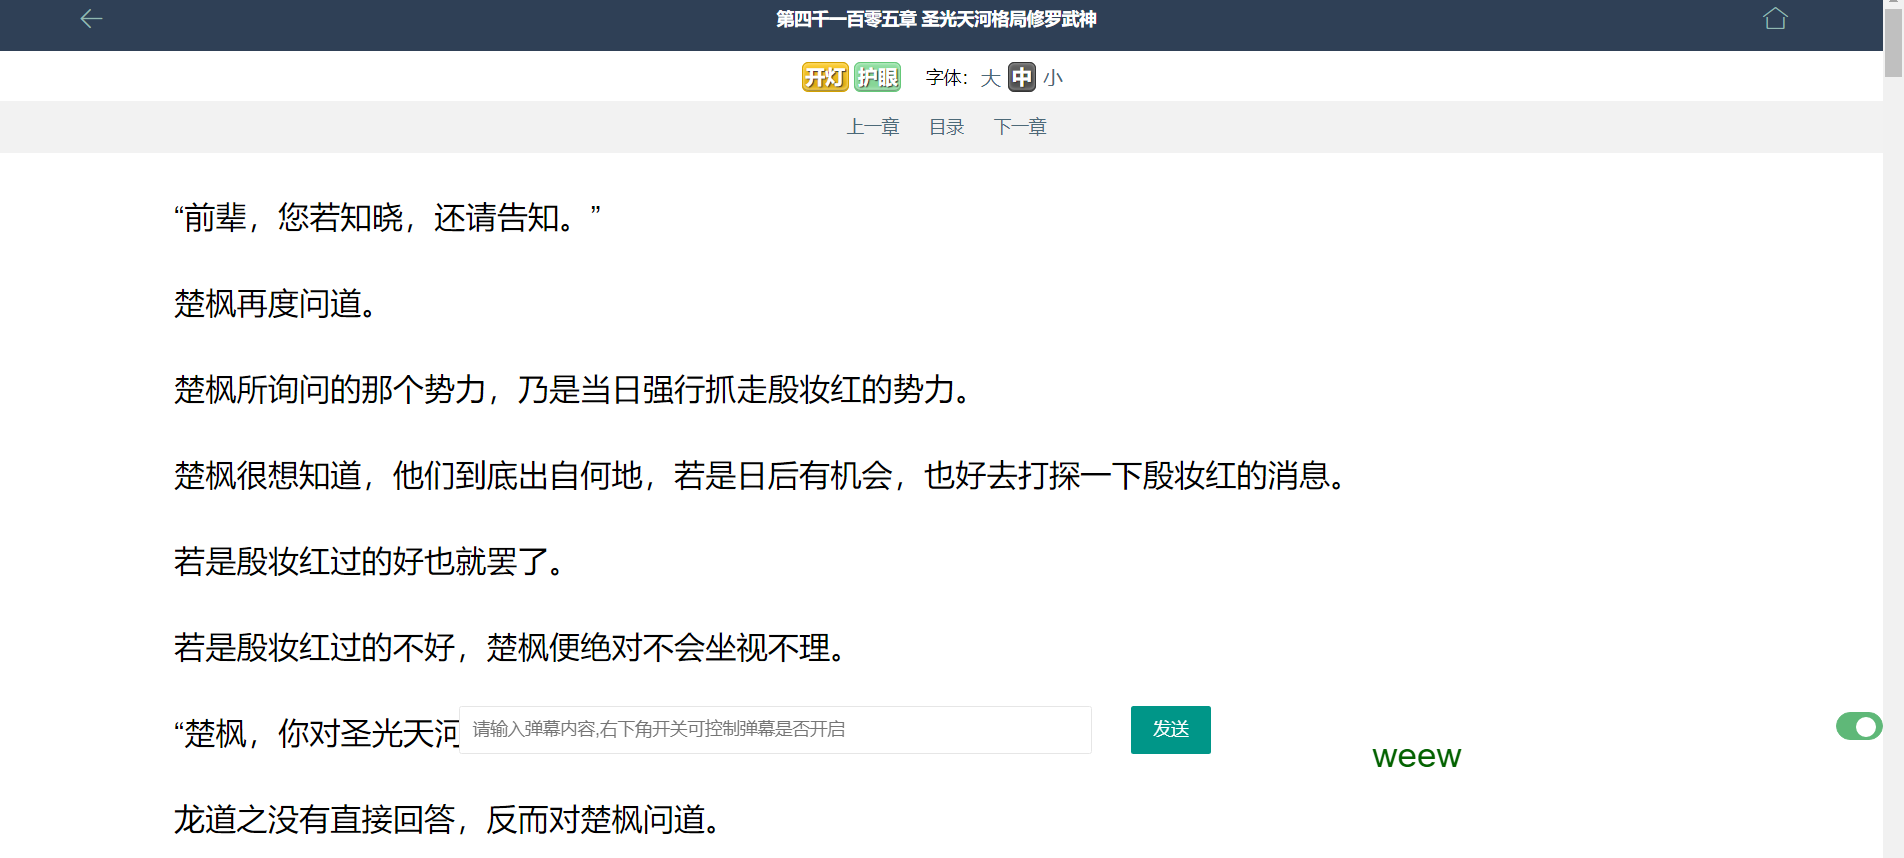 第四千一百零五章 圣光天河格局修罗武神
开灯 护眼 字体：大 中 小
上一章 目录 下一章
“前辈，您若知晓，还请告知。”
楚枫再度问道。
楚枫所询问的那个势力，乃是当日强行抓走殷妆红的势力。
楚枫很想知道，他们到底出自何地，若是日后有机会，也好去打探一下殷妆红的消息。
若是殷妆红过的好也就罢了。
若是殷妆红过的不好，楚枫便绝对不会坐视不理。
“楚枫，你对圣光天河
请输入弹幕内容,右下角开关可控制弹幕是否开启 发送
weew
龙道之没有直接回答，反而对楚枫问道。